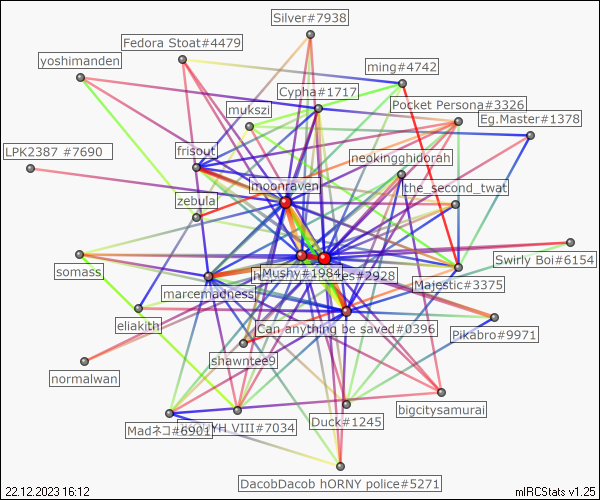 Silver#7938
Fedora Stoat#4479
yoshimanden
ming#4742
Cypha#1717
Pocket Persona#3326
mukszi
Eg.Master#1378
frisout
LPK2387 #7690
neokingghidorah
moonraven
the_second_twat
zebula
Swirly Boi#6154
somass
Mushy#1984
es#2928
Majestic#3375
marcemadness
eliakith
Can anything be saved#0396
Pikabro#9971
shawntee9
normalwan
bigcitysamurai
Duck#1245
Madネコ#6901
YH VIII#7034
DacobDacob hORNY police#5271
22.12.2023 16:12
mIRCStats v1.25